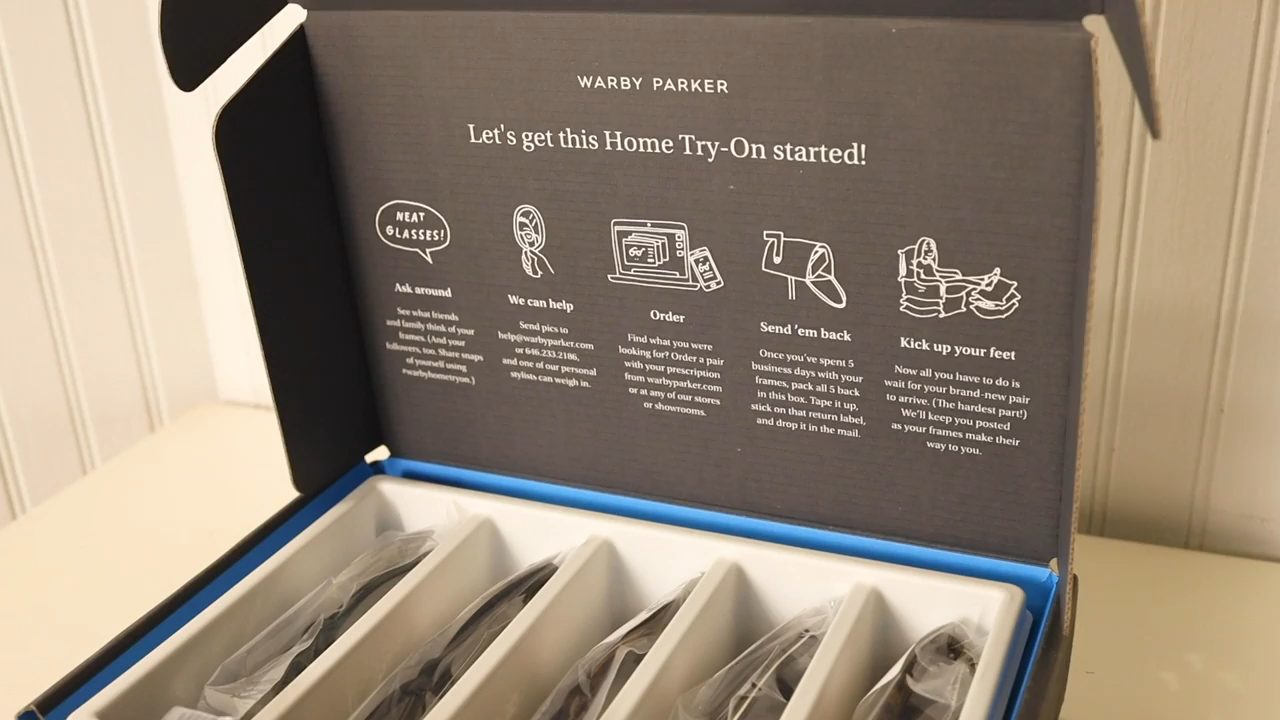 WARBY PARKER
Let's get this Home Try-On started!
NEAT
GLASSES!
Ask around
See what friends
and family think of your
frames. (And your
followers, too. Share snaps
of yourself using
#warbyhometryon.)
We can help
Send pics to
help@warbyparker.com
or 646.233.2186,
and one of our personal
stylists can weigh in.
Order
Find what you were
looking for? Order a pair
with your prescription
from warbyparker.com
or at any of our stores
or showrooms.
Send 'em back
Once you've spent 5
business days with your
frames, pack all 5 back
in this box. Tape it up,
stick on that return label,
and drop it in the mail.
Kick up your feet
Now all you have to do is
wait for your brand-new pair
to arrive. (The hardest part!)
We'll keep you posted
as your frames make their
way to you.